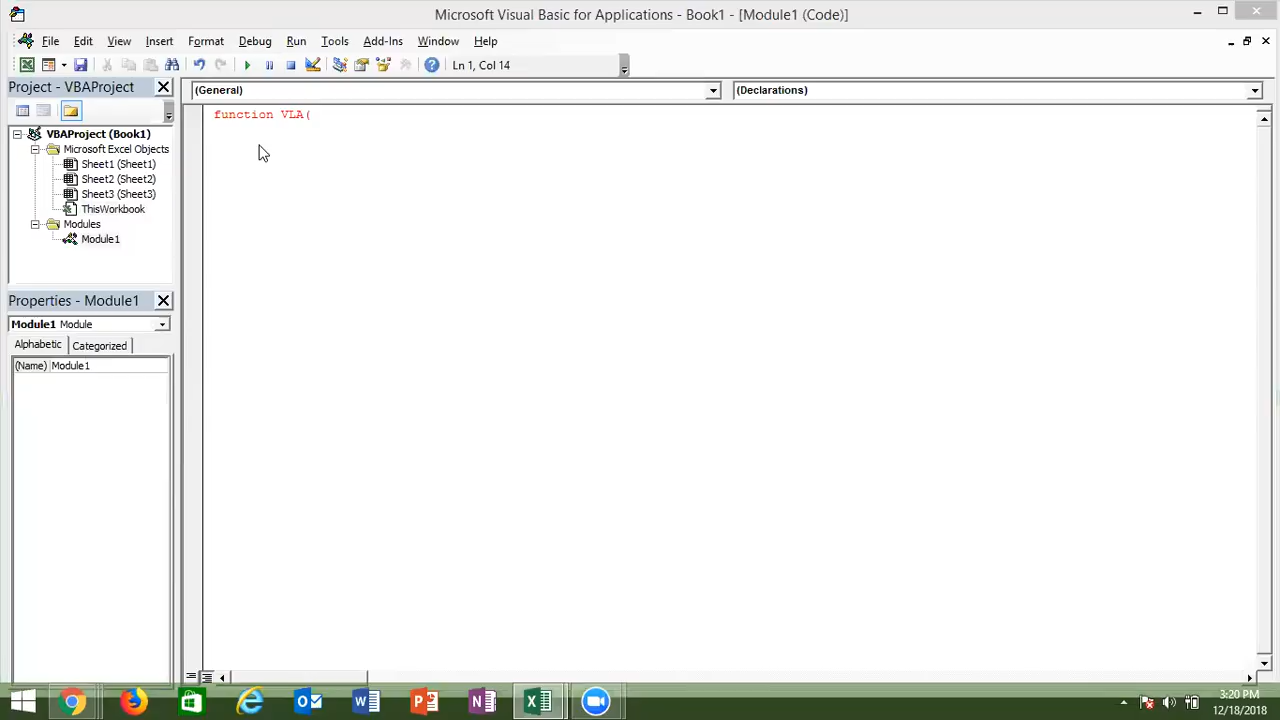 Microsoft Visual Basic for Applications - Book1 - [Module1 (Code)]
File Edit View Insert Format Debug Run Tools Add-Ins Window Help
Ln 1, Col 14
Project - VBAProject
(General)
(Declarations)
function VLA(
VBAProject (Book1)
Microsoft Excel Objects
Sheet1 (Sheet1)
Sheet2 (Sheet2)
Sheet3 (Sheet3)
ThisWorkbook
Modules
Module1
Properties - Module1
Module1 Module
Alphabetic Categorized
(Name) Module1
3:20 PM
12/18/2018